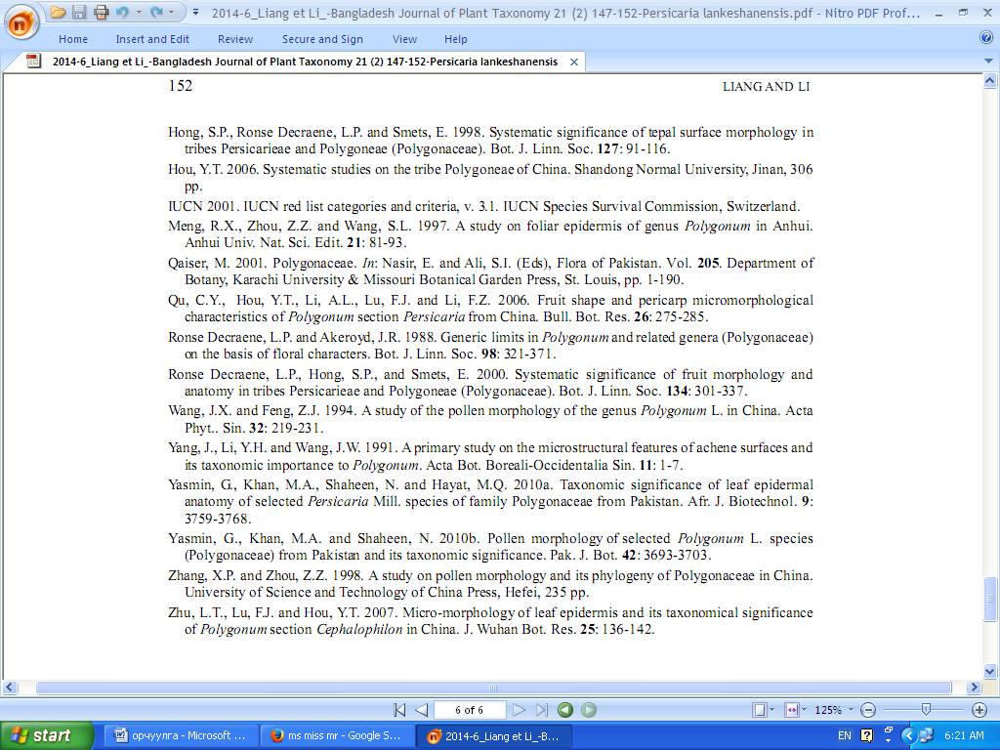 2014-6_Liang et Li_-Bangladesh Journal of Plant Taxonomy 21 (2) 147-152-Persicaria lankeshanensis.pdf - Nitro PDF Prof...
Home Insert and Edit Review Secure and Sign View Help
2014-6_Liang et Li_-Bangladesh Journal of Plant Taxonomy 21 (2) 147-152-Persicaria lankeshanensis
152 LIANG AND LI
Hong, S.P., Ronse Decraene, L.P. and Smets, E. 1998. Systematic significance of tepal surface morphology in
tribes Persicarieae and Polygoneae (Polygonaceae). Bot. J. Linn. Soc. 127: 91-116.
Hou, Y.T. 2006. Systematic studies on the tribe Polygoneae of China. Shandong Normal University, Jinan, 306
pp.
IUCN 2001. IUCN red list categories and criteria, v. 3.1. IUCN Species Survival Commission, Switzerland.
Meng, R.X., Zhou, Z.Z. and Wang, S.L. 1997. A study on foliar epidermis of genus Polygonum in Anhui.
Anhui Univ. Nat. Sci. Edit. 21: 81-93.
Qaiser, M. 2001. Polygonaceae. In: Nasir, E. and Ali, S.I. (Eds), Flora of Pakistan. Vol. 205. Department of
Botany, Karachi University & Missouri Botanical Garden Press, St. Louis, pp. 1-190.
Qu, C.Y., Hou, Y.T., Li, A.L., Lu, F.J. and Li, F.Z. 2006. Fruit shape and pericarp micromorphological
characteristics of Polygonum section Persicaria from China. Bull. Bot. Res. 26: 275-285.
Ronse Decraene, L.P. and Akeroyd, J.R. 1988. Generic limits in Polygonum and related genera (Polygonaceae)
on the basis of floral characters. Bot. J. Linn. Soc. 98: 321-371.
Ronse Decraene, L.P., Hong, S.P., and Smets, E. 2000. Systematic significance of fruit morphology and
anatomy in tribes Persicarieae and Polygoneae (Polygonaceae). Bot. J. Linn. Soc. 134: 301-337.
Wang, J.X. and Feng, Z.J. 1994. A study of the pollen morphology of the genus Polygonum L. in China. Acta
Phyt.. Sin. 32: 219-231.
Yang, J., Li, Y.H. and Wang, J.W. 1991. A primary study on the microstructural features of achene surfaces and
its taxonomic importance to Polygonum. Acta Bot. Boreali-Occidentalia Sin. 11: 1-7.
Yasmin, G., Khan, M.A., Shaheen, N. and Hayat, M.Q. 2010a. Taxonomic significance of leaf epidermal
anatomy of selected Persicaria Mill. species of family Polygonaceae from Pakistan. Afr. J. Biotechnol. 9:
3759-3768.
Yasmin, G., Khan, M.A. and Shaheen, N. 2010b. Pollen morphology of selected Polygonum L. species
(Polygonaceae) from Pakistan and its taxonomic significance. Pak. J. Bot. 42: 3693-3703.
Zhang, X.P. and Zhou, Z.Z. 1998. A study on pollen morphology and its phylogeny of Polygonaceae in China.
University of Science and Technology of China Press, Hefei, 235 pp.
Zhu, L.T., Lu, F.J. and Hou, Y.T. 2007. Micro-morphology of leaf epidermis and its taxonomical significance
of Polygonum section Cephalophilon in China. J. Wuhan Bot. Res. 25: 136-142.
6 of 6 125%
start орчуулга - Microsoft ... ms miss mr - Google S... 2014-6_Liang et Li_-B... EN 6:21 AM